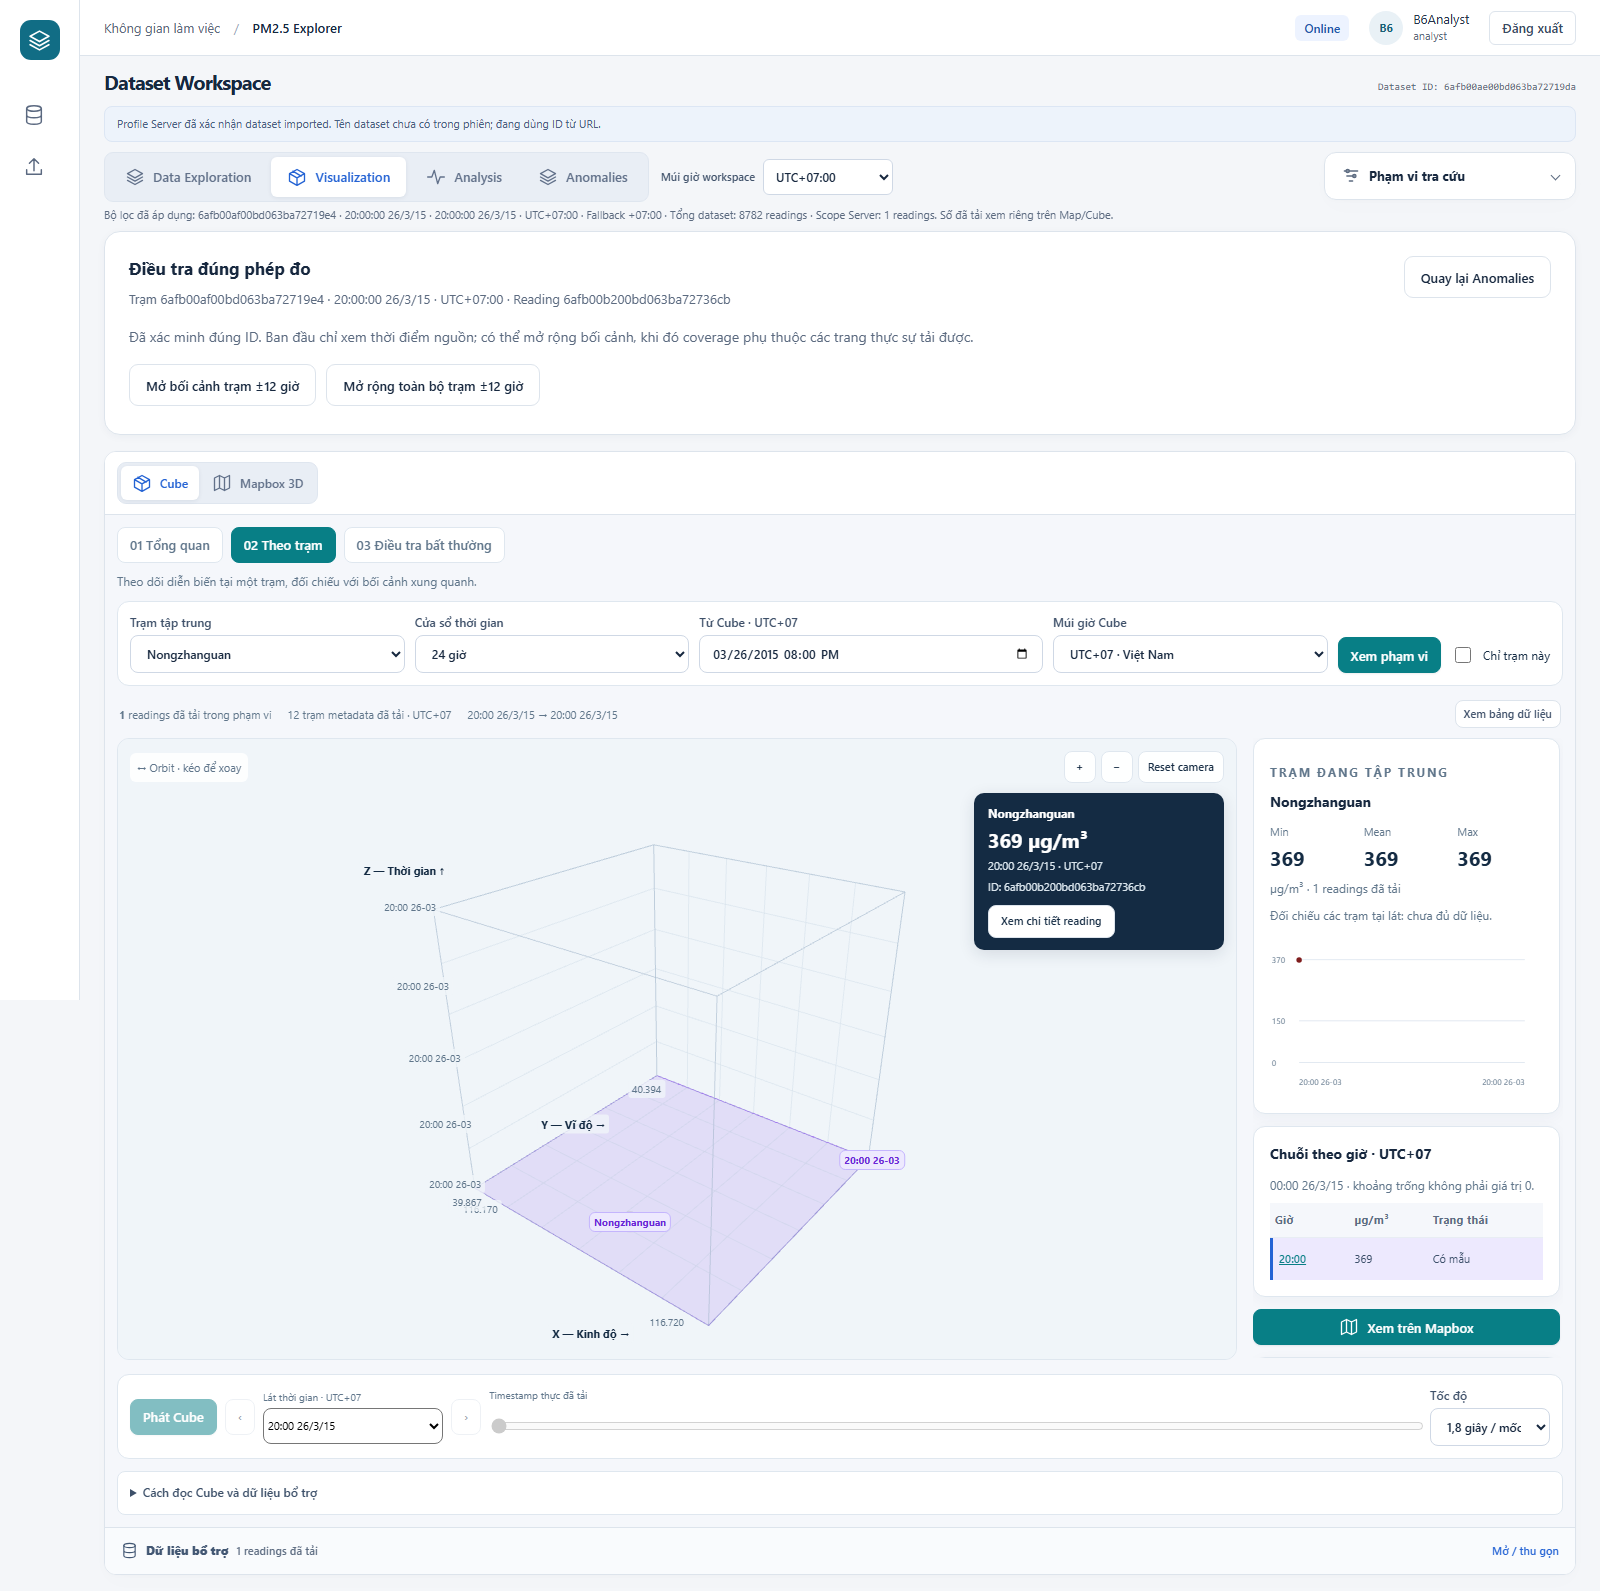 Không gian làm việc / PM2.5 Explorer
Online
B6
B6Analyst
analyst
Đăng xuất
Dataset Workspace
Dataset ID: 6afb00ae00bd063ba72719da
Profile Server đã xác nhận dataset imported. Tên dataset chưa có trong phiên; đang dùng ID từ URL.
Data Exploration
Visualization
Analysis
Anomalies
Múi giờ workspace
UTC+07:00
Phạm vi tra cứu
Bộ lọc đã áp dụng: 6afb00af00bd063ba72719e4 · 20:00:00 26/3/15 · 20:00:00 26/3/15 · UTC+07:00 · Fallback +07:00 · Tổng dataset: 8782 readings · Scope Server: 1 readings. Số đã tải xem riêng trên Map/Cube.
Điều tra đúng phép đo
Trạm 6afb00af00bd063ba72719e4 · 20:00:00 26/3/15 · UTC+07:00 · Reading 6afb00b200bd063ba72736cb
Quay lại Anomalies
Đã xác minh đúng ID. Ban đầu chỉ xem thời điểm nguồn; có thể mở rộng bối cảnh, khi đó coverage phụ thuộc các trang thực sự tải được.
Mở bối cảnh trạm ±12 giờ
Mở rộng toàn bộ trạm ±12 giờ
Cube
Mapbox 3D
01 Tổng quan
02 Theo trạm
03 Điều tra bất thường
Theo dõi diễn biến tại một trạm, đối chiếu với bối cảnh xung quanh.
Trạm tập trung
Cửa sổ thời gian
Từ Cube · UTC+07
Múi giờ Cube
Nongzhanguan
24 giờ
03/26/2015 08:00 PM
UTC+07 · Việt Nam
Xem phạm vi
Chỉ trạm này
1 readings đã tải trong phạm vi
12 trạm metadata đã tải · UTC+07
20:00 26/3/15 → 20:00 26/3/15
Xem bảng dữ liệu
↔ Orbit · kéo để xoay
+
−
Reset camera
Nongzhanguan
369 µg/m³
20:00 26/3/15 · UTC+07
ID: 6afb00b200bd063ba72736cb
Xem chi tiết reading
Z — Thời gian ↑
20:00 26-03
20:00 26-03
20:00 26-03
20:00 26-03
20:00 26-03
40.394
Y — Vĩ độ →
20:00 26-03
39.867
Nongzhanguan
116.720
X — Kinh độ →
TRẠM ĐANG TẬP TRUNG
Nongzhanguan
Min
Mean
Max
369
369
369
µg/m³ · 1 readings đã tải
Đối chiếu các trạm tại lát: chưa đủ dữ liệu.
370
150
0
20:00 26-03
20:00 26-03
Chuỗi theo giờ · UTC+07
00:00 26/3/15 · khoảng trống không phải giá trị 0.
Giờ
µg/m³
Trạng thái
20:00
369
Có mẫu
Xem trên Mapbox
Phát Cube
‹
Lát thời gian · UTC+07
20:00 26/3/15
›
Timestamp thực đã tải
Tốc độ
1,8 giây / mốc
Cách đọc Cube và dữ liệu bổ trợ
Dữ liệu bổ trợ 1 readings đã tải
Mở / thu gọn